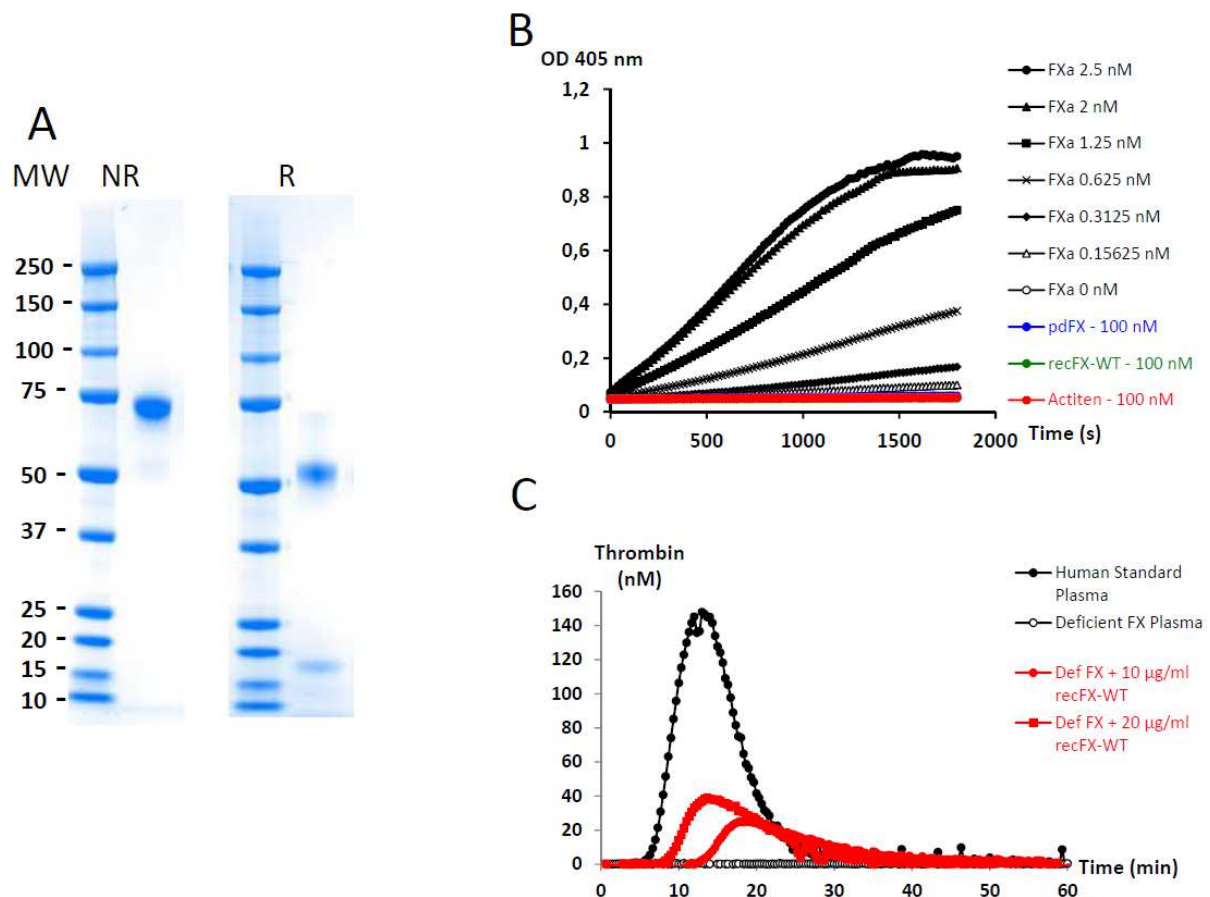 A
MW NR R
250 -
150 -
100 -
75 -
50 -
37 -
25 -
20 -
15 -
10 -
B
OD 405 nm
1,2
1
0,8
0,6
0,4
0,2
0
0 500 1000 1500 2000
Time (s)
FXa 2.5 nM
FXa 2 nM
FXa 1.25 nM
FXa 0.625 nM
FXa 0.3125 nM
FXa 0.15625 nM
FXa 0 nM
pdFX - 100 nM
recFX-WT - 100 nM
Actiten - 100 nM
C
Thrombin
(nM)
160
140
120
100
80
60
40
20
0
0 10 20 30 40 50 60
Time (min)
Human Standard
Plasma
Deficient FX Plasma
Def FX + 10 µg/ml
recFX-WT
Def FX + 20 µg/ml
recFX-WT